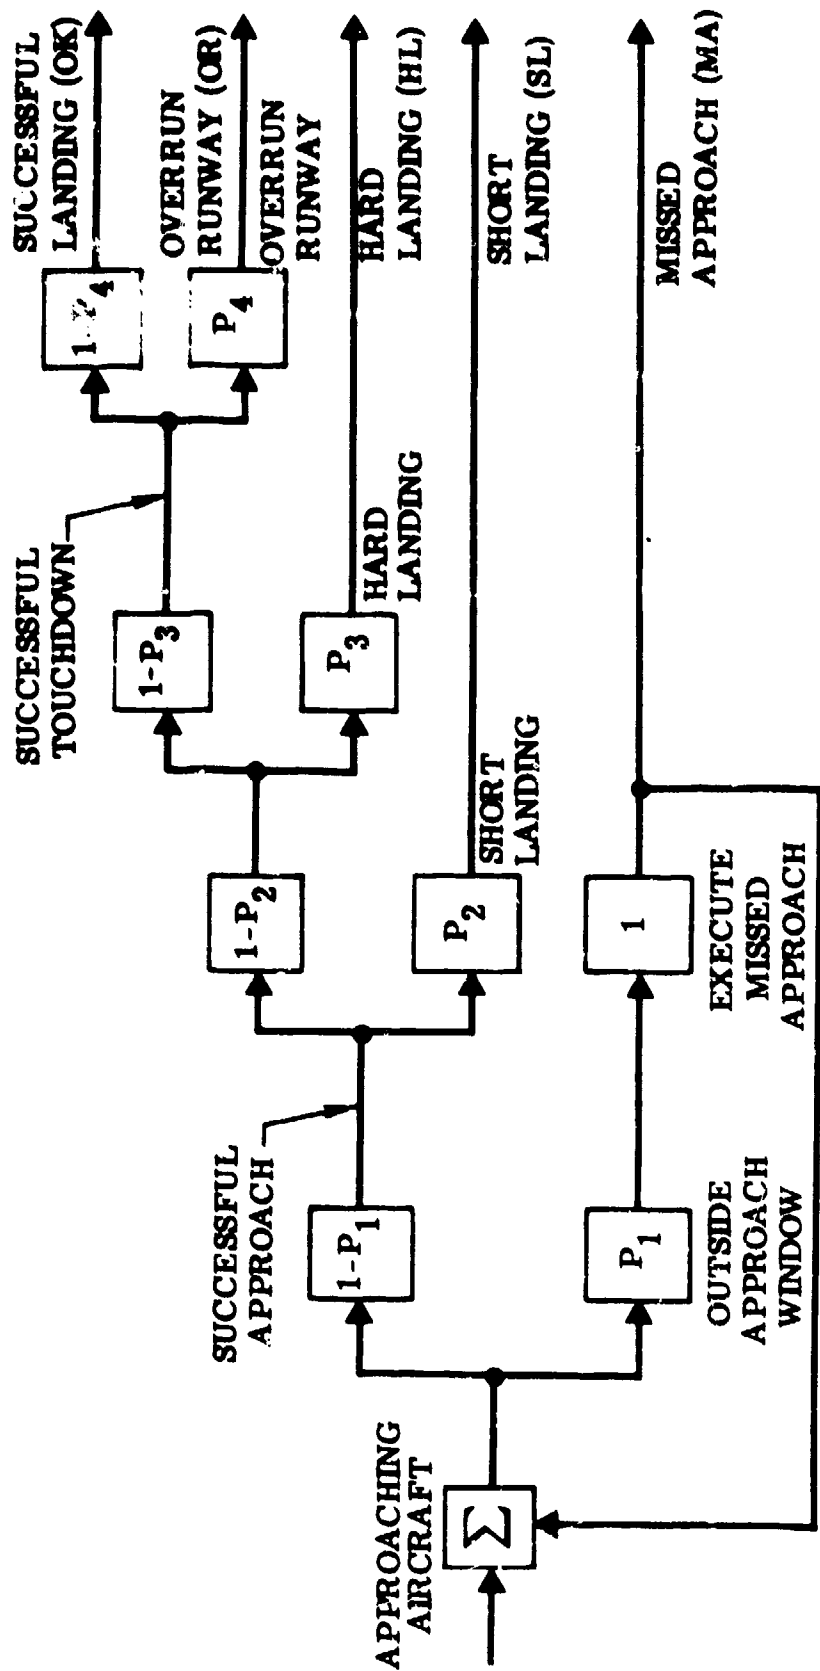 APPROACHING
AIRCRAFT
Σ
SUCCESSFUL
APPROACH
1-P1
P1
OUTSIDE
APPROACH
WINDOW
1-P2
P2
SHORT
LANDING
1
EXECUTE
MISSED
APPROACH
SUCCESSFUL
TOUCHDOWN
1-P3
P3
HARD
LANDING
1-P4
P4
SUCCESSFUL
LANDING (OK)
OVERRUN
RUNWAY (OR)
OVERRUN
RUNWAY
HARD
LANDING (HL)
SHORT
LANDING (SL)
MISSED
APPROACH (MA)